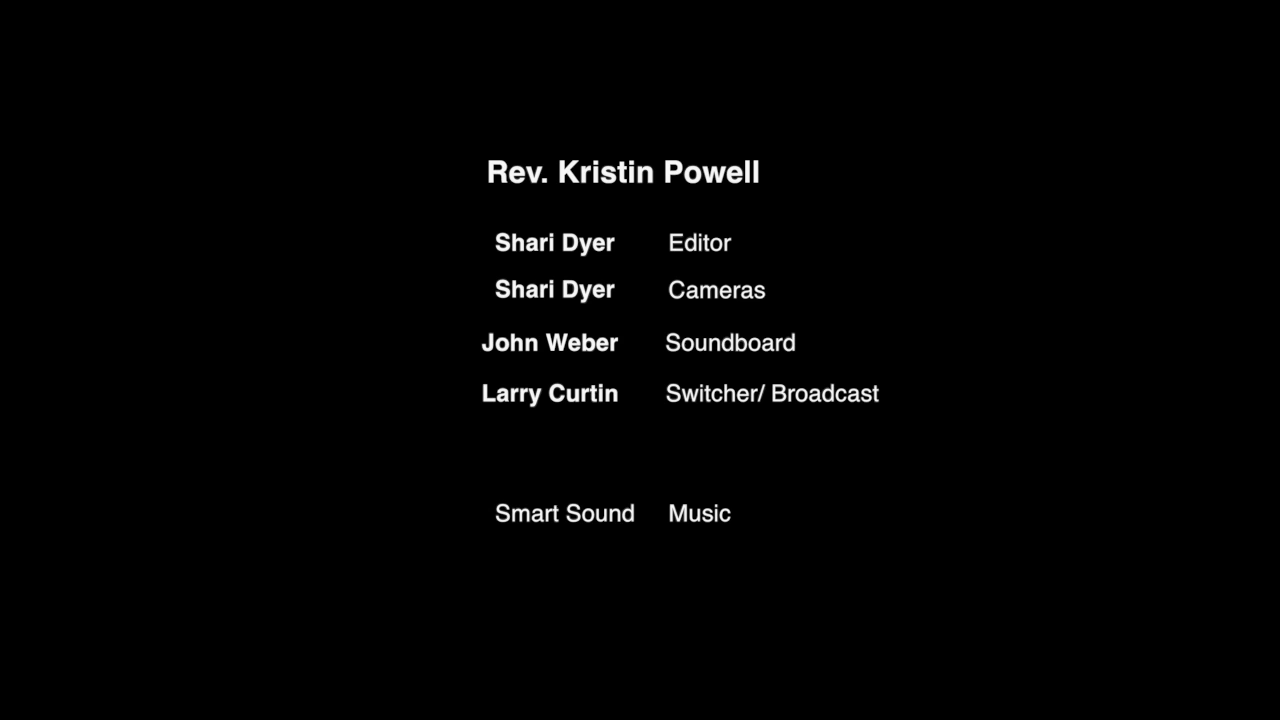 Rev. Kristin Powell
Shari Dyer Editor
Shari Dyer Cameras
John Weber Soundboard
Larry Curtin Switcher/ Broadcast
Smart Sound Music